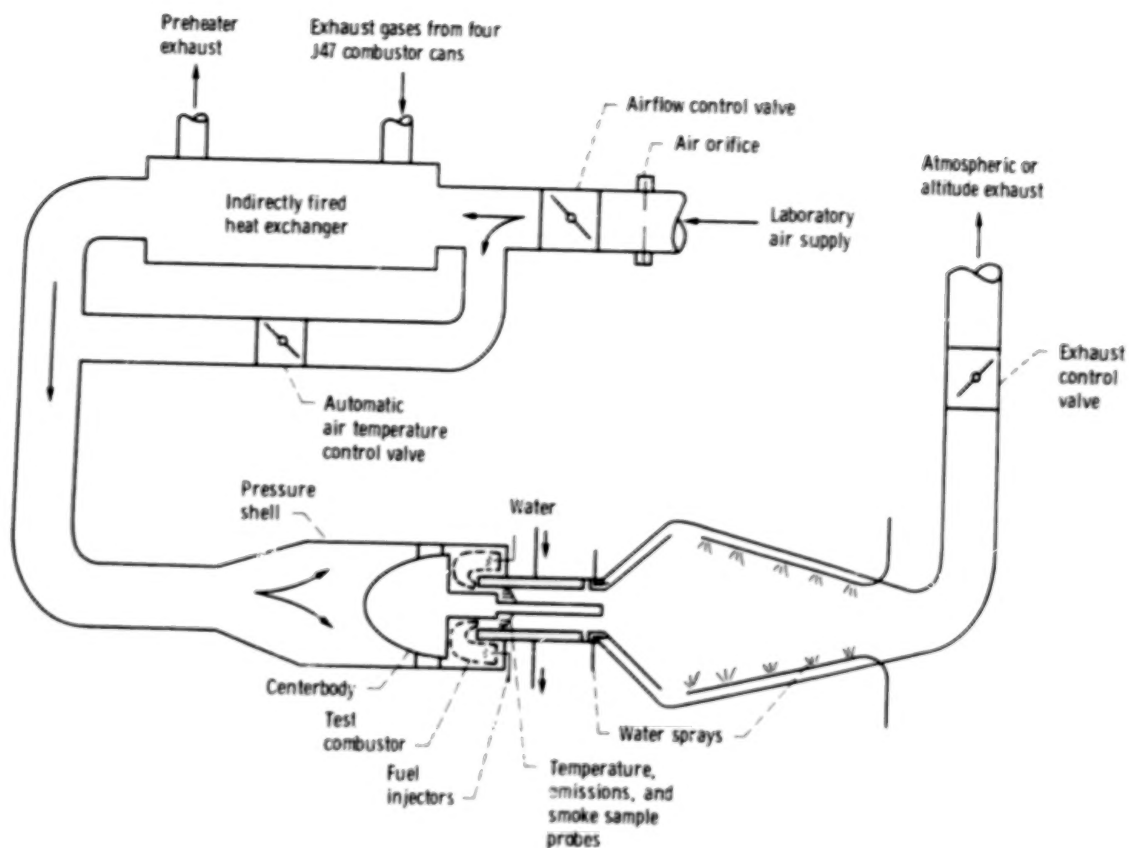 Preheater
exhaust
Exhaust gases from four
J47 combustor cans
Airflow control valve
Air orifice
Atmospheric or
altitude exhaust
Indirectly fired
heat exchanger
Laboratory
air supply
Exhaust
control
valve
Automatic
air temperature
control valve
Pressure
shell
Water
Centerbody
Test
combustor
Fuel
injectors
Water sprays
Temperature,
emissions, and
smoke sample
probes